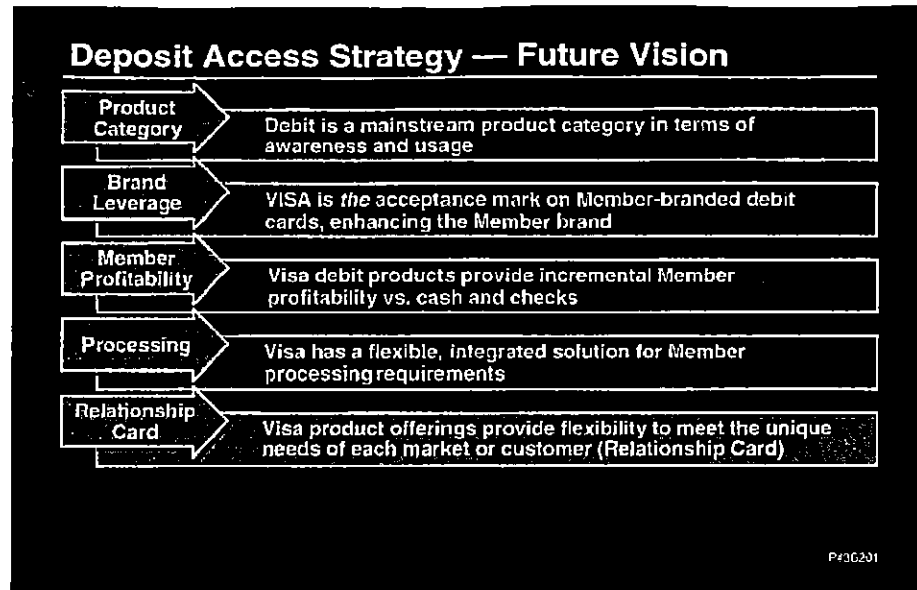 Deposit Access Strategy — Future Vision
Product
Category
Debit is a mainstream product category in terms of
awareness and usage
Brand
Leverage
VISA is the acceptance mark on Member-branded debit
cards, enhancing the Member brand
Member
Profitability
Visa debit products provide incremental Member
profitability vs. cash and checks
Processing
Visa has a flexible, integrated solution for Member
processing requirements
Relationship
Card
Visa product offerings provide flexibility to meet the unique
needs of each market or customer (Relationship Card)
P#36201